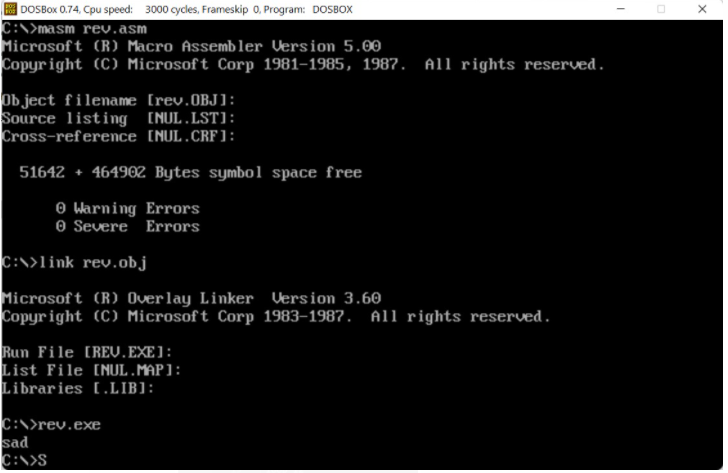 DOSBox 0.74, Cpu speed: 3000 cycles, Frameskip 0, Program: DOSBOX
C:\>masm rev.asm
Microsoft (R) Macro Assembler Version 5.00
Copyright (C) Microsoft Corp 1981-1985, 1987. All rights reserved.
Object filename [rev.OBJ]:
Source listing [NUL.LST]:
Cross-reference [NUL.CRF]:
51642 + 464902 Bytes symbol space free
0 Warning Errors
0 Severe Errors
C:\>link rev.obj
Microsoft (R) Overlay Linker Version 3.60
Copyright (C) Microsoft Corp 1983-1987. All rights reserved.
Run File [REV.EXE]:
List File [NUL.MAP]:
Libraries [.LIB]:
C:\>rev.exe
sad
C:\>S